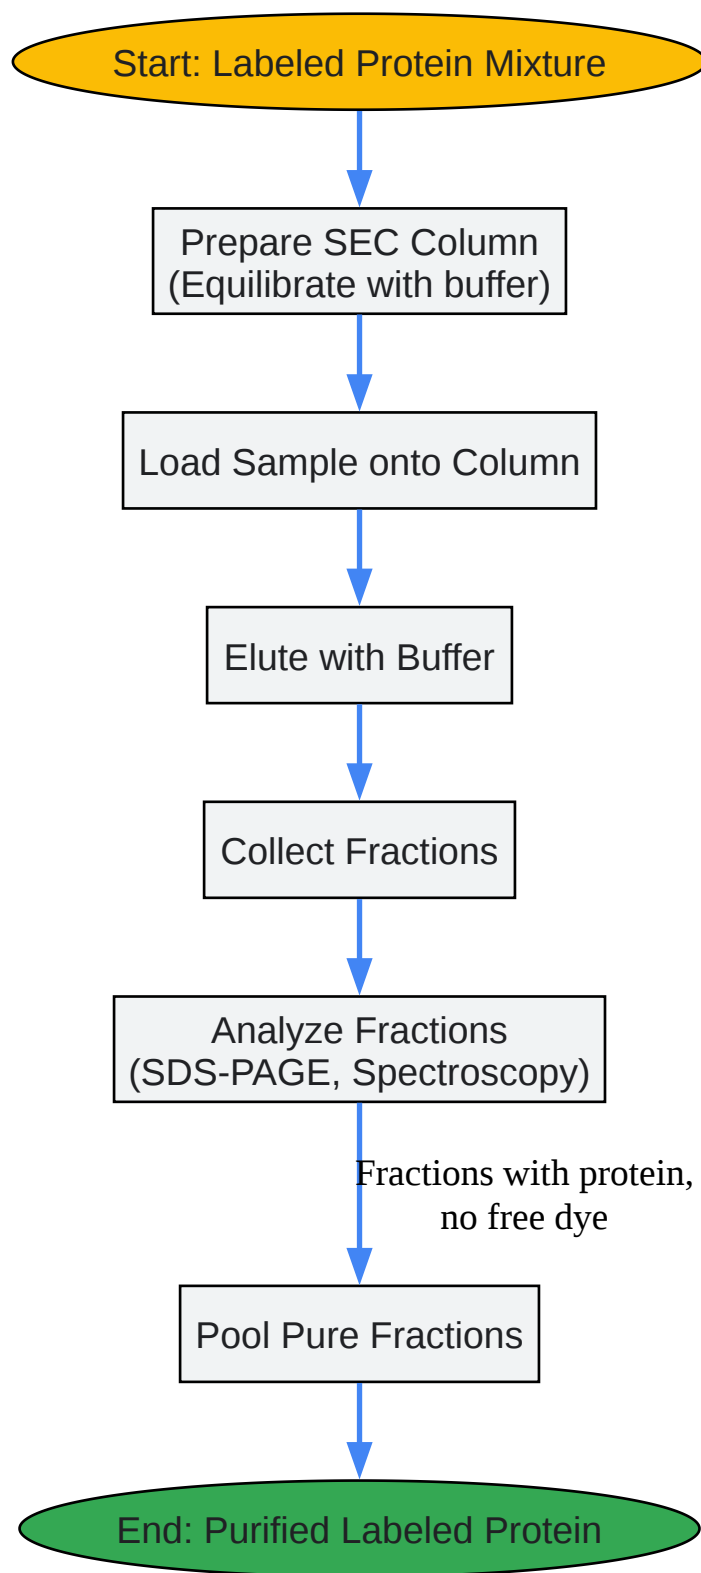 Start: Labeled Protein Mixture
Prepare SEC Column
(Equilibrate with buffer)
Load Sample onto Column
Elute with Buffer
Collect Fractions
Analyze Fractions
(SDS-PAGE, Spectroscopy)
Fractions with protein,
no free dye
Pool Pure Fractions
End: Purified Labeled Protein